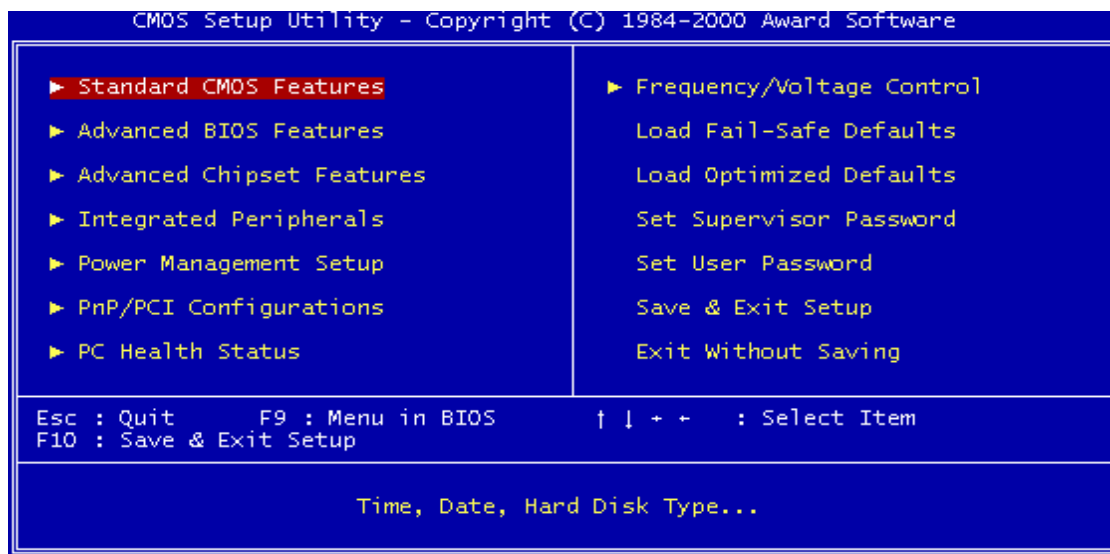 CMOS Setup Utility - Copyright (C) 1984-2000 Award Software
► Standard CMOS Features
► Advanced BIOS Features
► Advanced Chipset Features
► Integrated Peripherals
► Power Management Setup
► PnP/PCI Configurations
► PC Health Status
► Frequency/Voltage Control
Load Fail-Safe Defaults
Load Optimized Defaults
Set Supervisor Password
Set User Password
Save & Exit Setup
Exit Without Saving
Esc : Quit F9 : Menu in BIOS ↑ ↓ → ← : Select Item
F10 : Save & Exit Setup
Time, Date, Hard Disk Type...